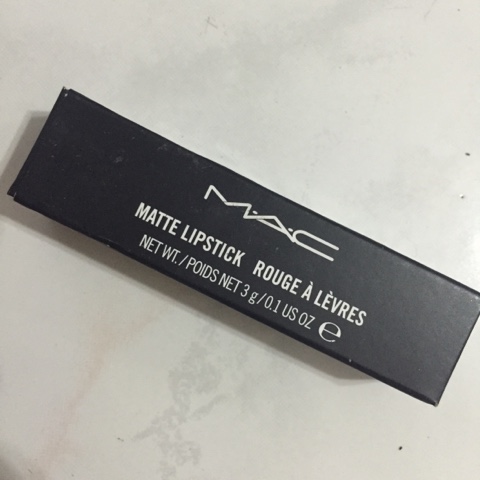 M·A·C
MATTE LIPSTICK ROUGE À LÈVRES
NET WT./POIDS NET 3 g/0.1 US OZ ℮